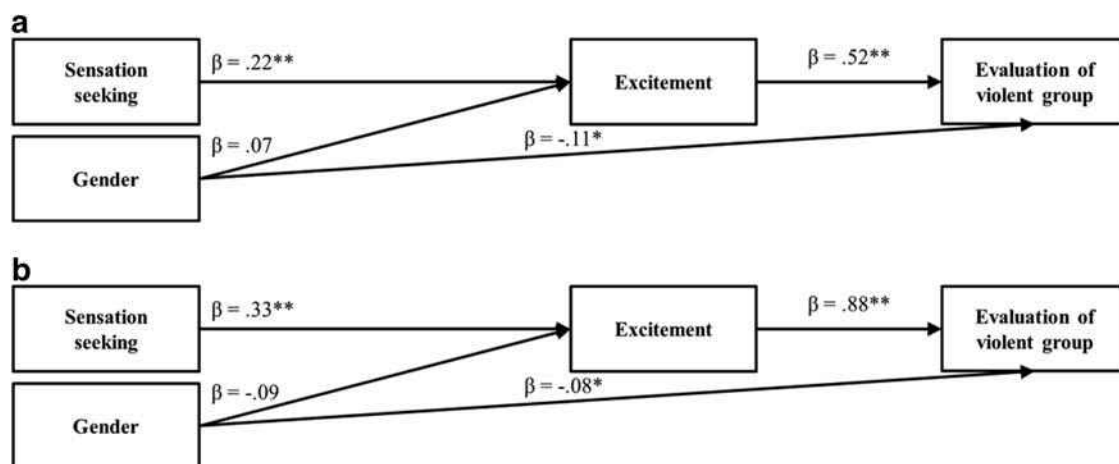 a
Sensation
seeking
β = .22**
Excitement
β = .52**
Evaluation of
violent group
Gender
β = .07
β = -.11*
b
Sensation
seeking
β = .33**
Excitement
β = .88**
Evaluation of
violent group
Gender
β = -.09
β = -.08*